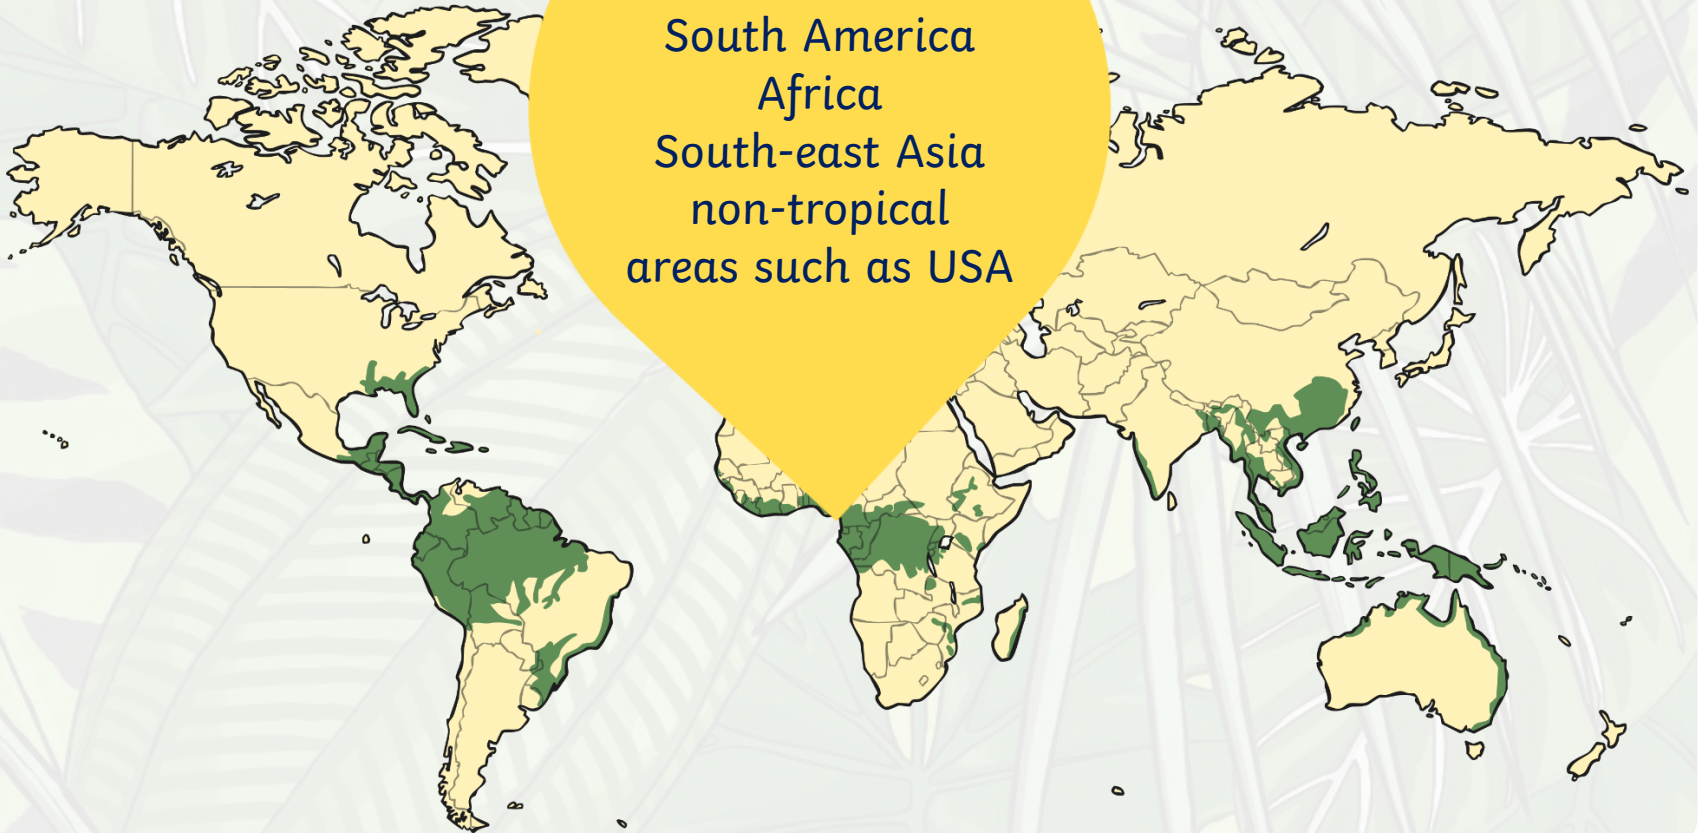 South America
Africa
South-east Asia
non-tropical
areas such as USA